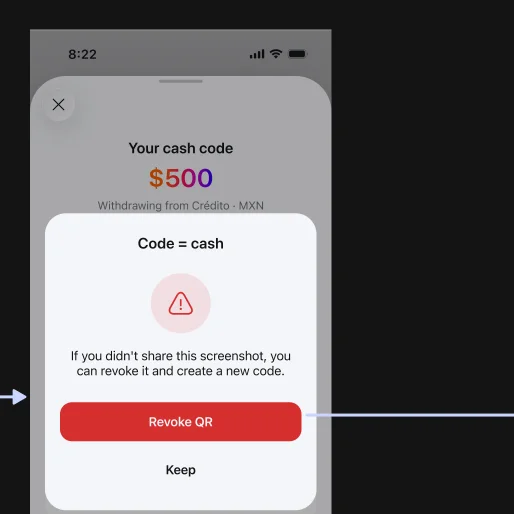 8:22
Your cash code
$500
Withdrawing from Crédito · MXN
Code = cash
If you didn't share this screenshot, you
can revoke it and create a new code.
Revoke QR
Keep